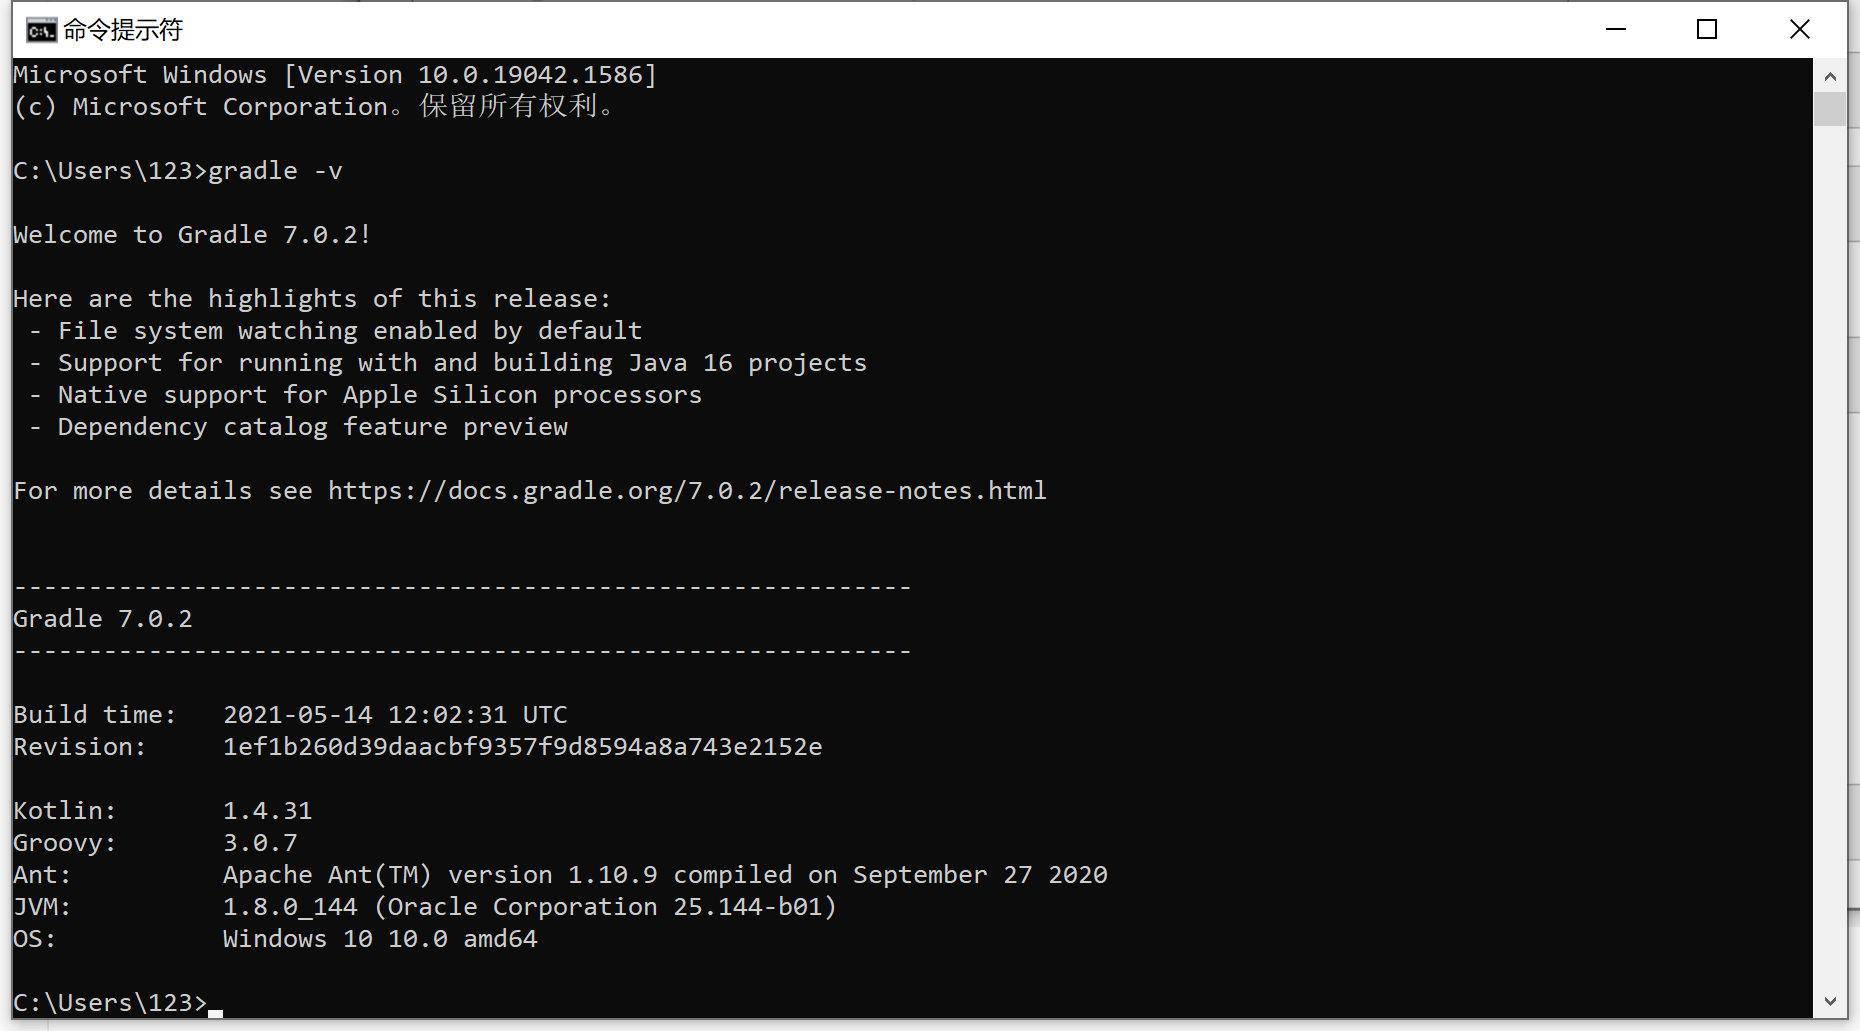 命令提示符
Microsoft Windows [Version 10.0.19042.1586]
(c) Microsoft Corporation。保留所有权利。
C:\Users\123>gradle -v
Welcome to Gradle 7.0.2!
Here are the highlights of this release:
 - File system watching enabled by default
 - Support for running with and building Java 16 projects
 - Native support for Apple Silicon processors
 - Dependency catalog feature preview
For more details see https://docs.gradle.org/7.0.2/release-notes.html
------------------------------------------------------------
Gradle 7.0.2
------------------------------------------------------------
Build time:   2021-05-14 12:02:31 UTC
Revision:     1ef1b260d39daacbf9357f9d8594a8a743e2152e
Kotlin:       1.4.31
Groovy:       3.0.7
Ant:          Apache Ant(TM) version 1.10.9 compiled on September 27 2020
JVM:          1.8.0_144 (Oracle Corporation 25.144-b01)
OS:           Windows 10 10.0 amd64
C:\Users\123>